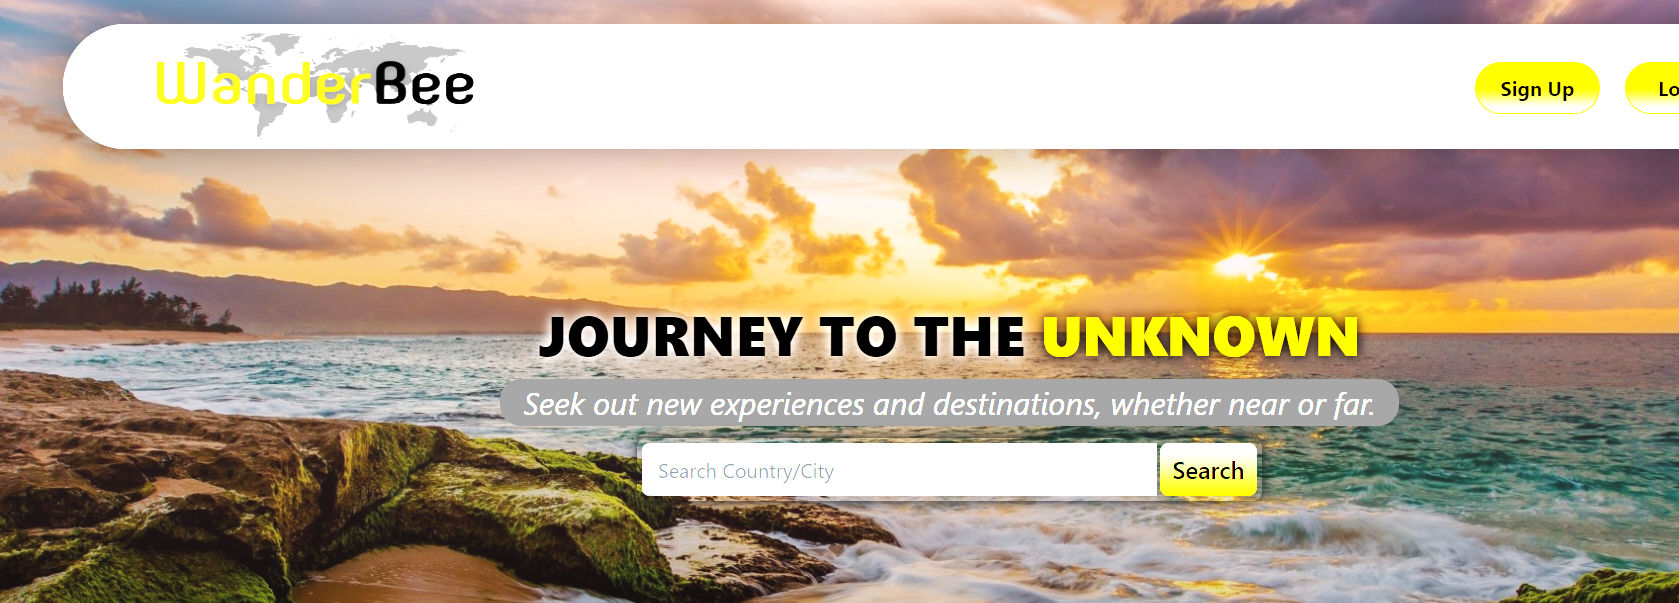 WanderBee
Sign Up
Lo
JOURNEY TO THE UNKNOWN
Seek out new experiences and destinations, whether near or far.
Search Country/City
Search